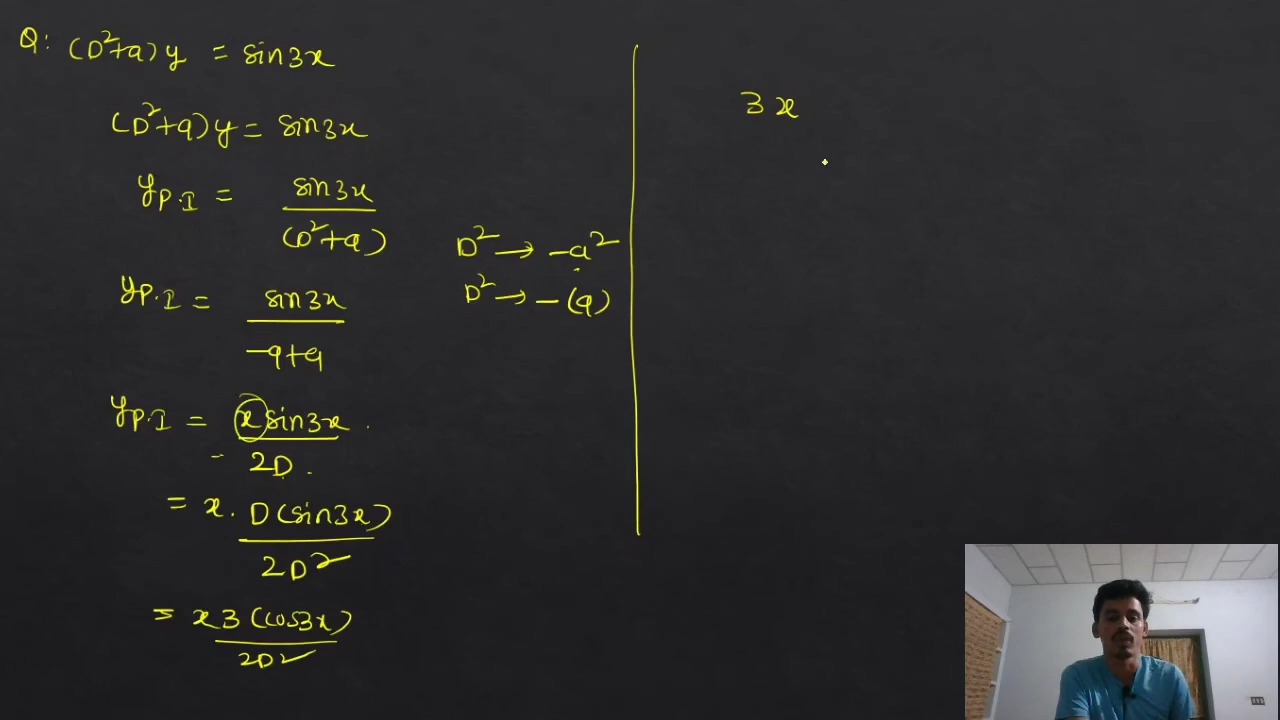 Q: (D²+9)y = sin3x
(D²+9)y = sin3x
yP.I = sin3x / (D²+9)
D² → -a²
D² → -(9)
yP.I = sin3x / -9+9
yP.I = x sin3x / 2D
= x. D(sin3x) / 2D²
= x3(cos3x) / 2D²
3x